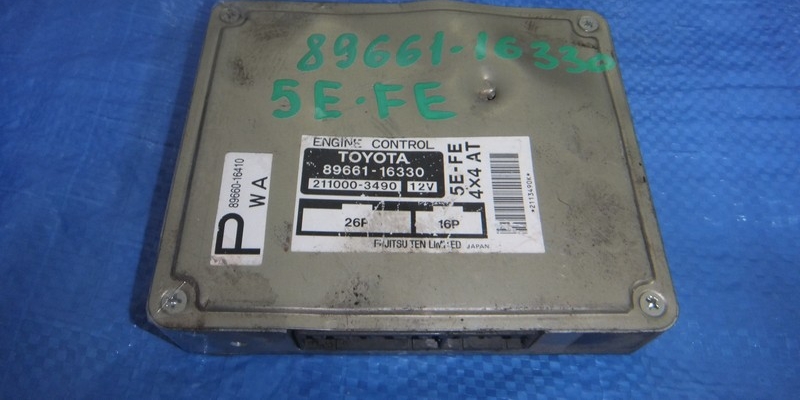 89661-16330
5E-FE
ENGINE CONTROL
TOYOTA
89661-16330
211000-3490
12V
5E-FE
4X4 AT
26P
16P
FUJITSU TEN LIMITED JAPAN
*2113490K*
89660-16410
P
WA